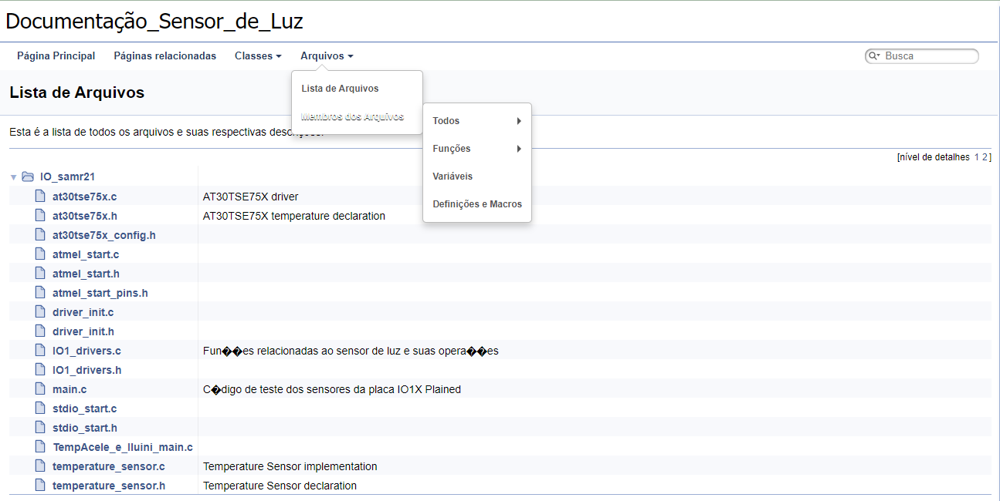 Documentação_Sensor_de_Luz
Página Principal Páginas relacionadas Classes Arquivos Busca
Lista de Arquivos
Membros dos Arquivos
Todos
Funções
Variáveis
Definições e Macros
Lista de Arquivos
Esta é a lista de todos os arquivos e suas respectivas descrições.
[nível de detalhes 1 2]
IO_samr21
at30tse75x.c AT30TSE75X driver
at30tse75x.h AT30TSE75X temperature declaration
at30tse75x_config.h
atmel_start.c
atmel_start.h
atmel_start_pins.h
driver_init.c
driver_init.h
IO1_drivers.c Fun��es relacionadas ao sensor de luz e suas opera��es
IO1_drivers.h
main.c C�digo de teste dos sensores da placa IO1X Plained
stdio_start.c
stdio_start.h
TempAcele_e_Iluini_main.c
temperature_sensor.c Temperature Sensor implementation
temperature_sensor.h Temperature Sensor declaration